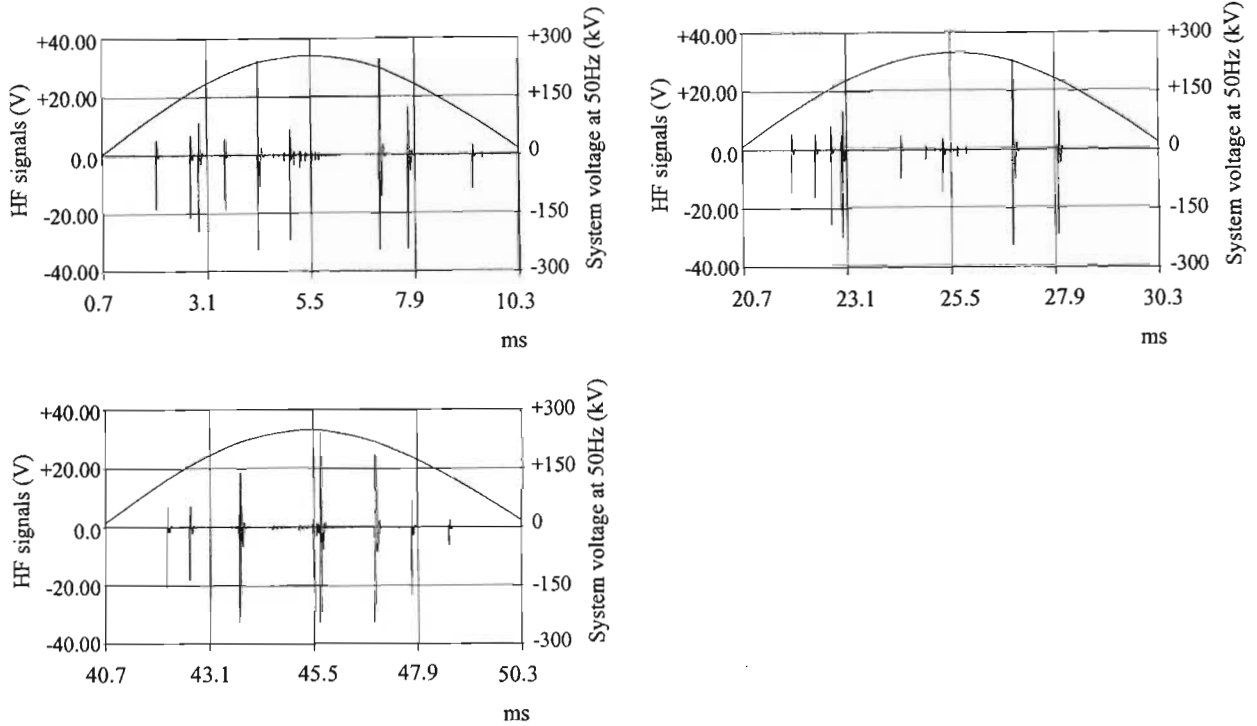 +40.00
+20.00
0.0
-20.00
-40.00
HF signals (V)
+300
+150
0
-150
-300
System voltage at 50Hz (kV)
0.7 3.1 5.5 7.9 10.3
ms
+40.00
+20.00
0.0
-20.00
-40.00
HF signals (V)
+300
+150
0
-150
-300
System voltage at 50Hz (kV)
20.7 23.1 25.5 27.9 30.3
ms
+40.00
+20.00
0.0
-20.00
-40.00
HF signals (V)
+300
+150
0
-150
-300
System voltage at 50Hz (kV)
40.7 43.1 45.5 47.9 50.3
ms